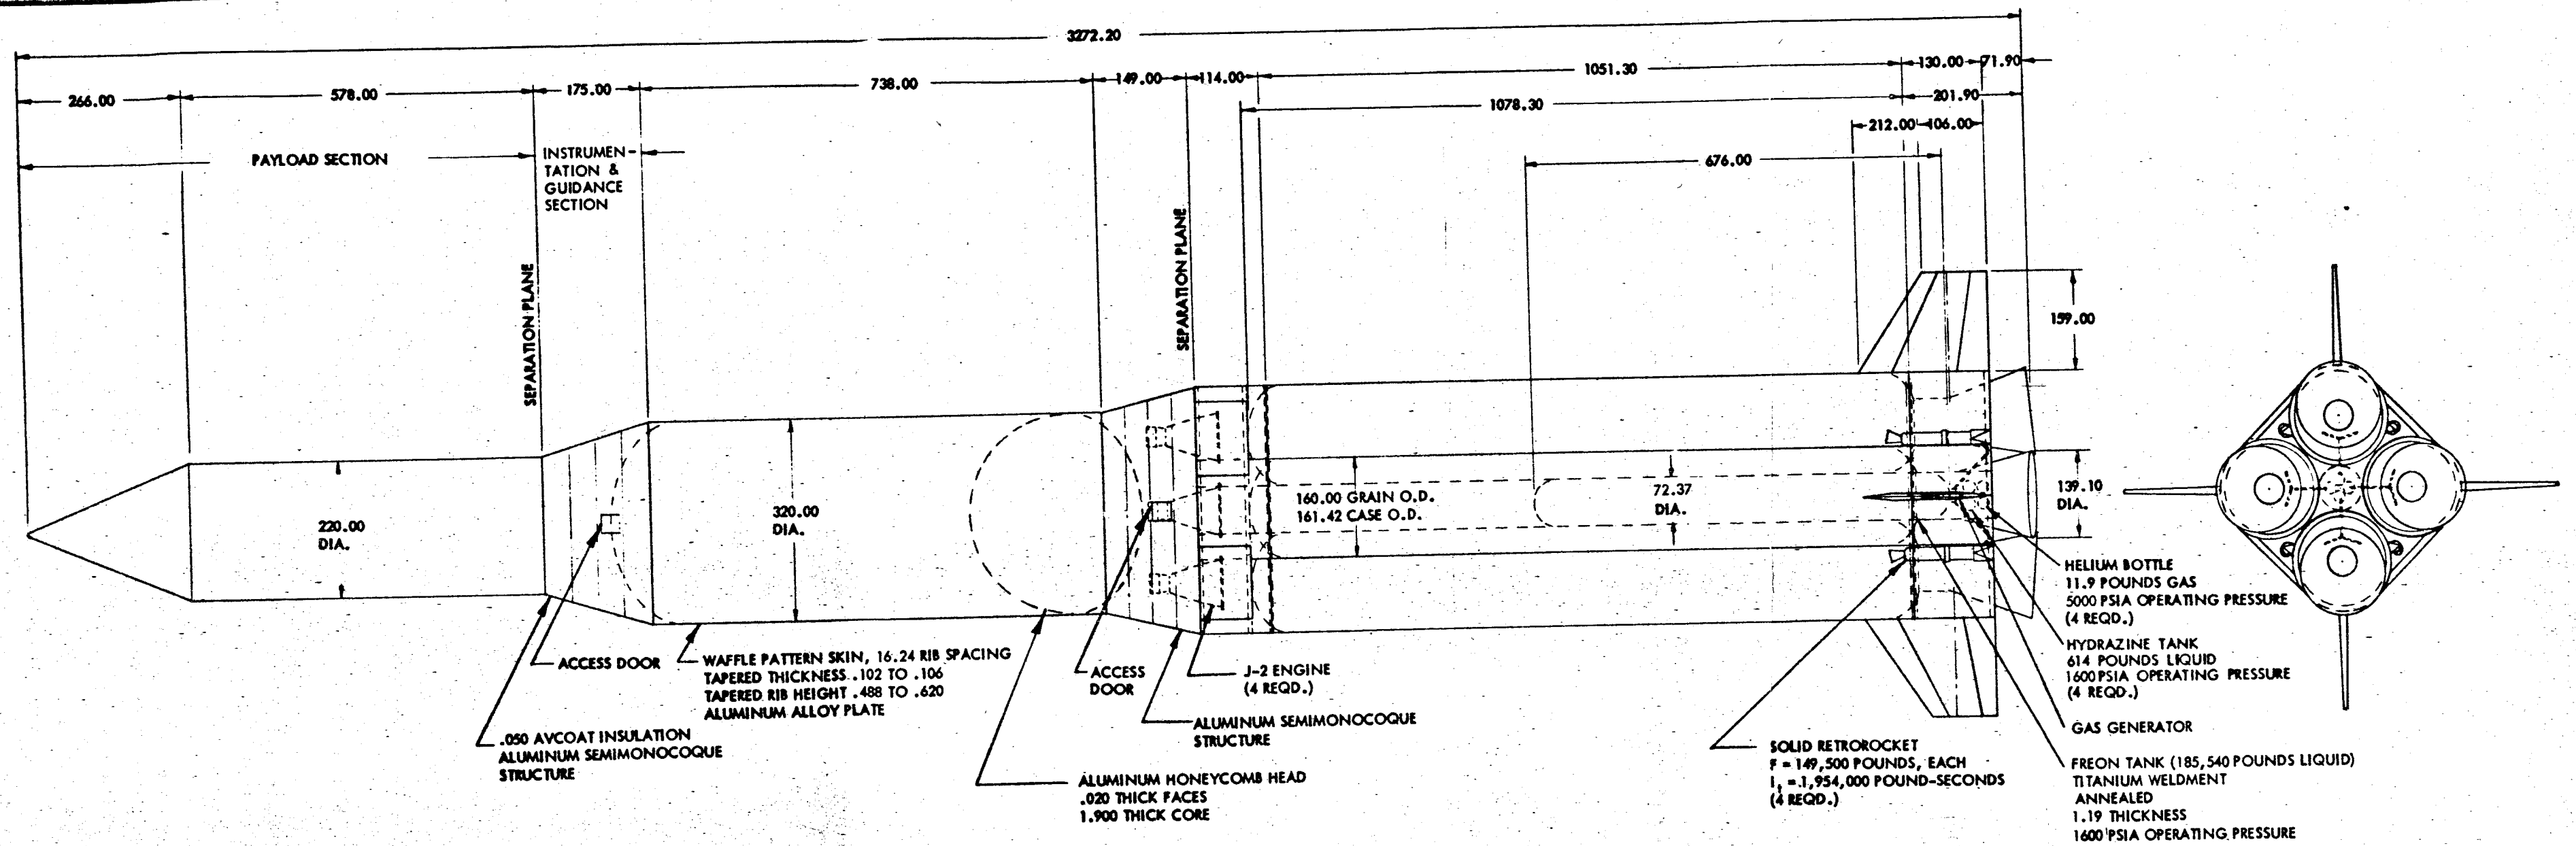 3272.20
266.00
578.00
175.00
738.00
149.00
114.00
1051.30
130.00
71.90
1078.30
201.90
212.00
106.00
676.00
PAYLOAD SECTION
INSTRUMEN-
TATION &
GUIDANCE
SECTION
SEPARATION PLANE
SEPARATION PLANE
159.00
220.00
DIA.
320.00
DIA.
160.00 GRAIN O.D.
161.42 CASE O.D.
72.37
DIA.
139.10
DIA.
ACCESS DOOR
WAFFLE PATTERN SKIN, 16.24 RIB SPACING
TAPERED THICKNESS .102 TO .106
TAPERED RIB HEIGHT .488 TO .620
ALUMINUM ALLOY PLATE
.050 AVCOAT INSULATION
ALUMINUM SEMIMONOCOQUE
STRUCTURE
ACCESS
DOOR
J-2 ENGINE
(4 REQD.)
ALUMINUM SEMIMONOCOQUE
STRUCTURE
ALUMINUM HONEYCOMB HEAD
.020 THICK FACES
1.900 THICK CORE
SOLID RETROROCKET
F = 149,500 POUNDS, EACH
I, = 1,954,000 POUND-SECONDS
(4 REQD.)
HELIUM BOTTLE
11.9 POUNDS GAS
5000 PSIA OPERATING PRESSURE
(4 REQD.)
HYDRAZINE TANK
614 POUNDS LIQUID
1600 PSIA OPERATING PRESSURE
(4 REQD.)
GAS GENERATOR
FREON TANK (185,540 POUNDS LIQUID)
TITANIUM WELDMENT
ANNEALED
1.19 THICKNESS
1600 PSIA OPERATING PRESSURE